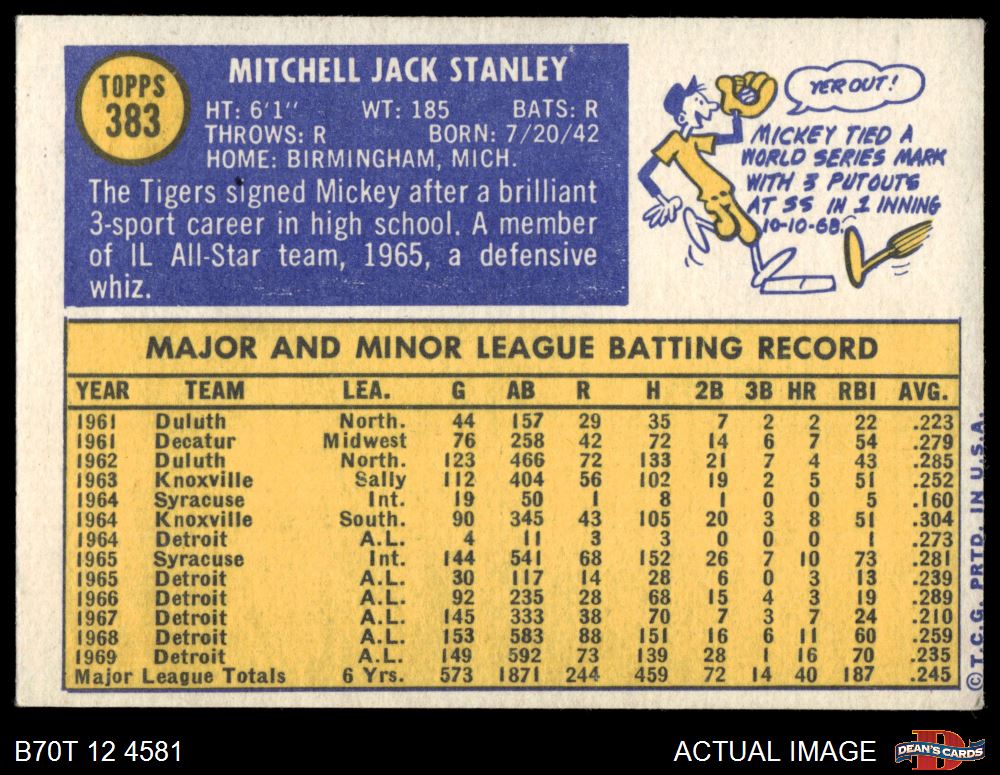 TOPPS
383
MITCHELL JACK STANLEY
HT: 6'1" WT: 185 BATS: R
THROWS: R BORN: 7/20/42
HOME: BIRMINGHAM, MICH.
The Tigers signed Mickey after a brilliant
3-sport career in high school. A member
of IL All-Star team, 1965, a defensive
whiz.
YER OUT!
MICKEY TIED A
WORLD SERIES MARK
WITH 3 PUTOUTS
AT SS IN 1 INNING
10-10-68.
MAJOR AND MINOR LEAGUE BATTING RECORD
YEAR TEAM LEA. G AB R H 2B 3B HR RBI AVG.
1961 Duluth North. 44 157 29 35 7 2 2 22 .223
1961 Decatur Midwest 76 258 42 72 14 6 7 54 .279
1962 Duluth North. 123 466 72 133 21 7 4 43 .285
1963 Knoxville Sally 112 404 56 102 19 2 5 51 .252
1964 Syracuse Int. 19 50 1 8 1 0 0 5 .160
1964 Knoxville South. 90 345 43 105 20 3 8 51 .304
1964 Detroit A.L. 4 11 3 3 0 0 0 1 .273
1965 Syracuse Int. 144 541 68 152 26 7 10 73 .281
1965 Detroit A.L. 30 117 14 28 6 0 3 13 .239
1966 Detroit A.L. 92 235 28 68 15 4 3 19 .289
1967 Detroit A.L. 145 333 38 70 7 3 7 24 .210
1968 Detroit A.L. 153 583 88 151 16 6 11 60 .259
1969 Detroit A.L. 149 592 73 139 28 1 16 70 .235
Major League Totals 6 Yrs. 573 1871 244 459 72 14 40 187 .245
©T.C.G. PRTD. IN U.S.A.
B70T 12 4581
ACTUAL IMAGE
DEAN'S CARDS